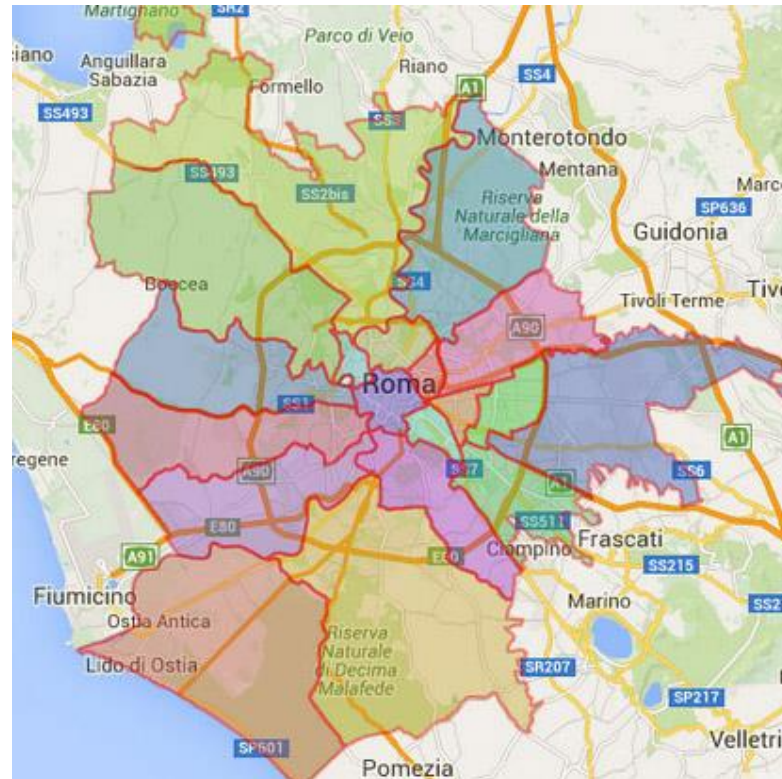 Martignano
SR2
Parco di Veio
ciano
Anguillara
Sabazia
Formello
Riano
A1
SS4
SS493
SS3
Monterotondo
Mentana
Marc
SS493
SS2bis
Riserva
Naturale della
Marcigliana
SP636
Guidonia
Boccea
SS4
Tivoli Terme
Tivo
A90
Roma
SS1
E80
A1
regene
A90
SS7
A1
SS6
E80
SS511
Frascati
A91
E80
Ciampino
SS215
Fiumicino
Marino
SS2
Ostia Antica
Riserva
Naturale
di Decima
Malafede
Lido di Ostia
SR207
SP217
SP601
Velletri
Pomezia